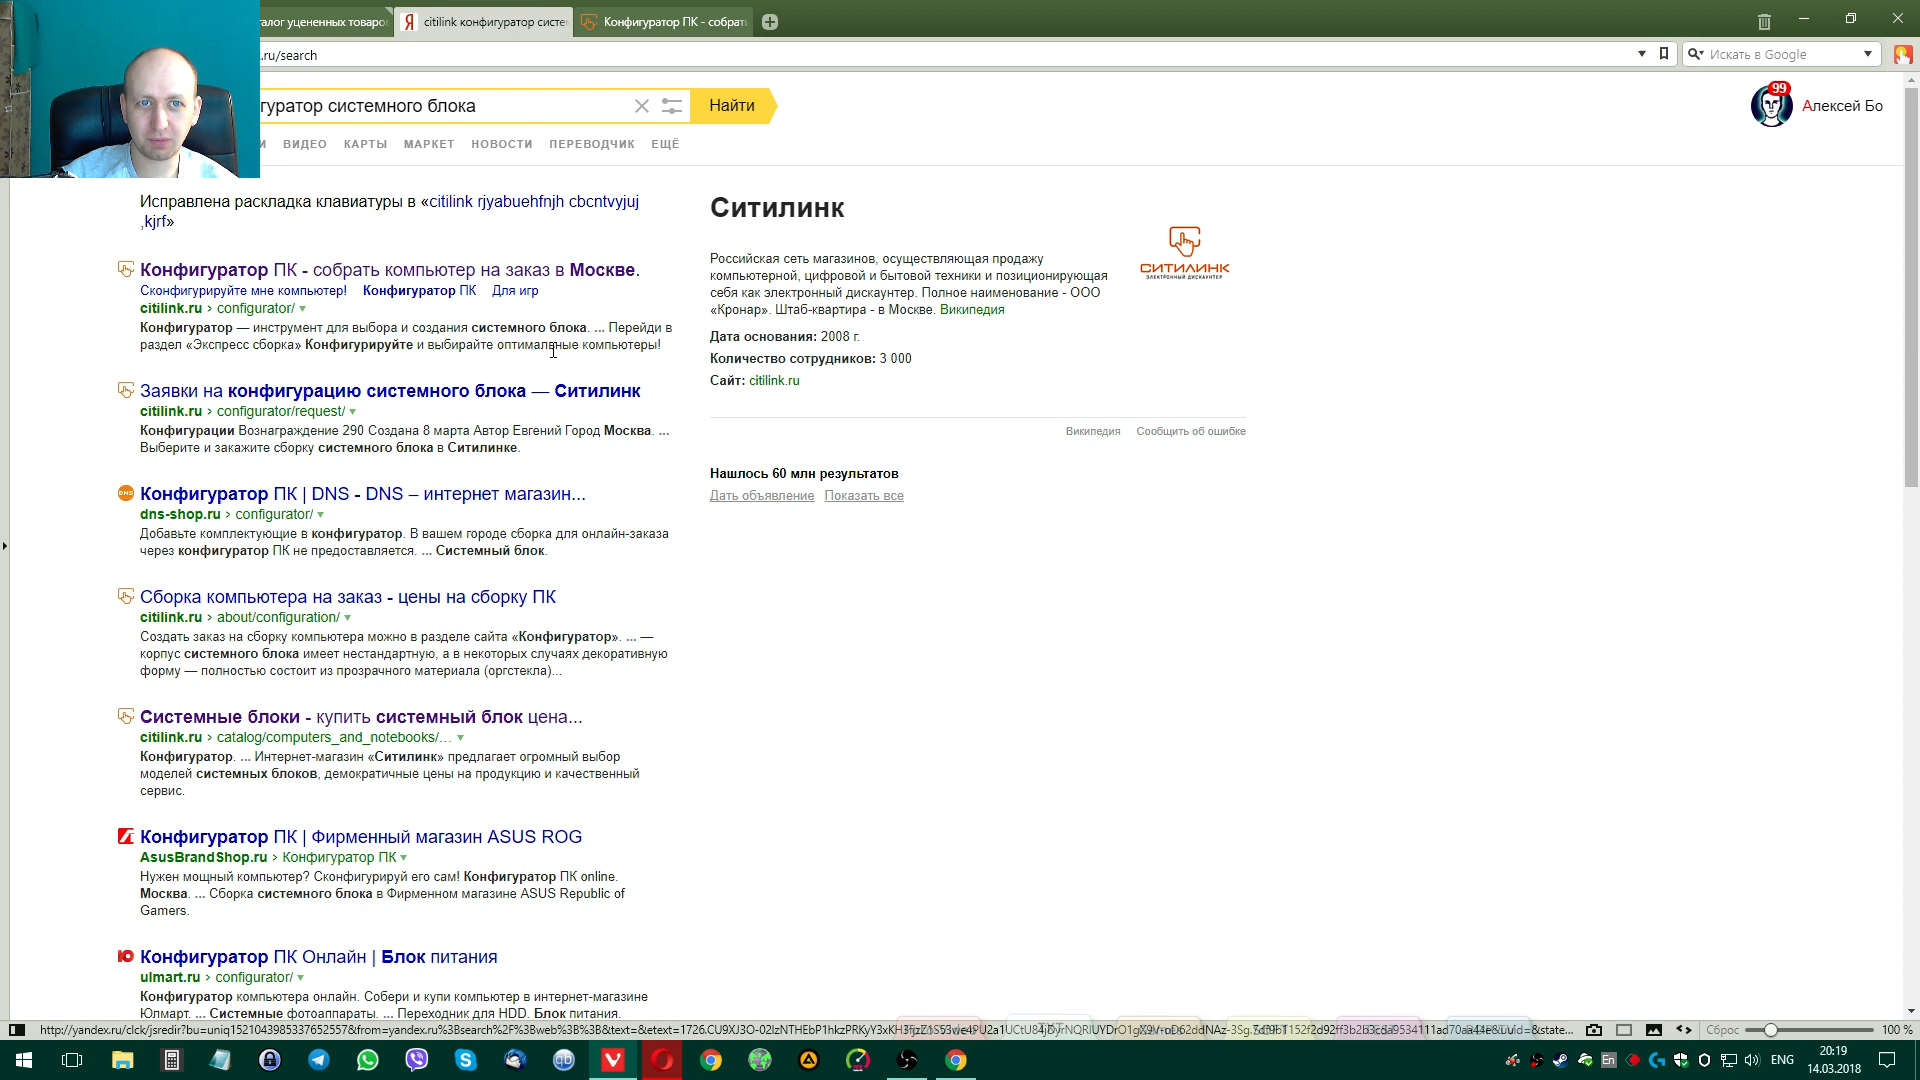 алог уцененных товаро
citilink конфигуратор систе
Конфигуратор ПК - собрать
.ru/search
Искать в Google
гуратор системного блока
Найти
99
Алексей Бо
И ВИДЕО КАРТЫ МАРКЕТ НОВОСТИ ПЕРЕВОДЧИК ЕЩЁ
Исправлена раскладка клавиатуры в «citilink rjyabuehfnjh cbcntvyjuj
,kjrf»
Конфигуратор ПК - собрать компьютер на заказ в Москве.
Сконфигурируйте мне компьютер! Конфигуратор ПК Для игр
citilink.ru › configurator/
Конфигуратор — инструмент для выбора и создания системного блока. ... Перейди в
раздел «Экспресс сборка» Конфигурируйте и выбирайте оптимальные компьютеры!
Заявки на конфигурацию системного блока — Ситилинк
citilink.ru › configurator/request/
Конфигурации Вознаграждение 290 Создана 8 марта Автор Евгений Город Москва. ...
Выберите и закажите сборку системного блока в Ситилинке.
DNS
Конфигуратор ПК | DNS - DNS – интернет магазин...
dns-shop.ru › configurator/
Добавьте комплектующие в конфигуратор. В вашем городе сборка для онлайн-заказа
через конфигуратор ПК не предоставляется. ... Системный блок.
Сборка компьютера на заказ - цены на сборку ПК
citilink.ru › about/configuration/
Создать заказ на сборку компьютера можно в разделе сайта «Конфигуратор». ... —
корпус системного блока имеет нестандартную, а в некоторых случаях декоративную
форму — полностью состоит из прозрачного материала (оргстекла)...
Системные блоки - купить системный блок цена...
citilink.ru › catalog/computers_and_notebooks/...
Конфигуратор. ... Интернет-магазин «Ситилинк» предлагает огромный выбор
моделей системных блоков, демократичные цены на продукцию и качественный
сервис.
Конфигуратор ПК | Фирменный магазин ASUS ROG
AsusBrandShop.ru › Конфигуратор ПК
Нужен мощный компьютер? Сконфигурируй его сам! Конфигуратор ПК online.
Москва. ... Сборка системного блока в Фирменном магазине ASUS Republic of
Gamers.
Конфигуратор ПК Онлайн | Блок питания
ulmart.ru › configurator/
Конфигуратор компьютера онлайн. Собери и купи компьютер в интернет-магазине
Юлмарт. ... Системные фотоаппараты. ... Переходник для HDD. Блок питания.
Ситилинк
Российская сеть магазинов, осуществляющая продажу
компьютерной, цифровой и бытовой техники и позиционирующая
себя как электронный дискаунтер. Полное наименование - ООО
«Кронар». Штаб-квартира - в Москве. Википедия
СИТИЛИНК
ЭЛЕКТРОННЫЙ ДИСКАУНТЕР
Дата основания: 2008 г.
Количество сотрудников: 3 000
Сайт: citilink.ru
Википедия Сообщить об ошибке
Нашлось 60 млн результатов
Дать объявление Показать все
Сброс
100 %
En
ENG
20:19
14.03.2018